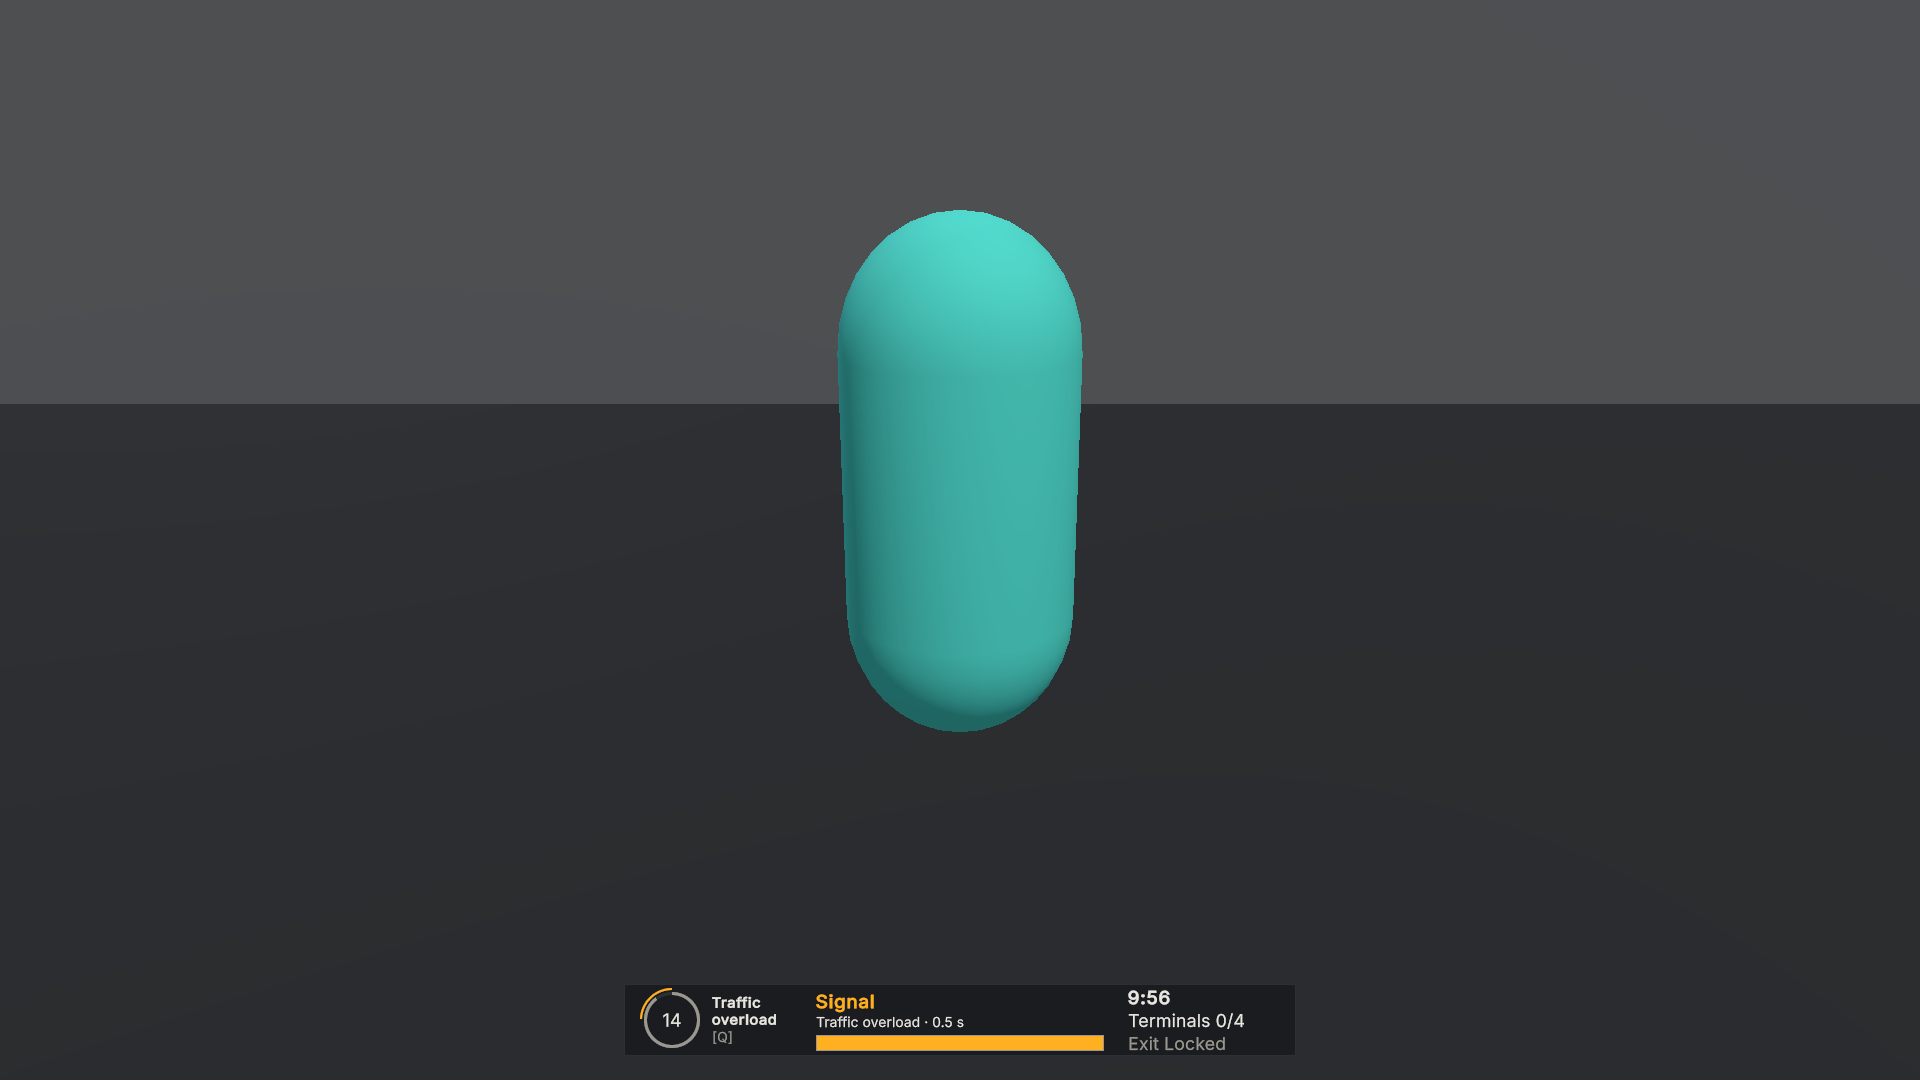 14
Traffic
overload
[Q]
Signal
Traffic overload · 0.5 s
9:56
Terminals 0/4
Exit Locked